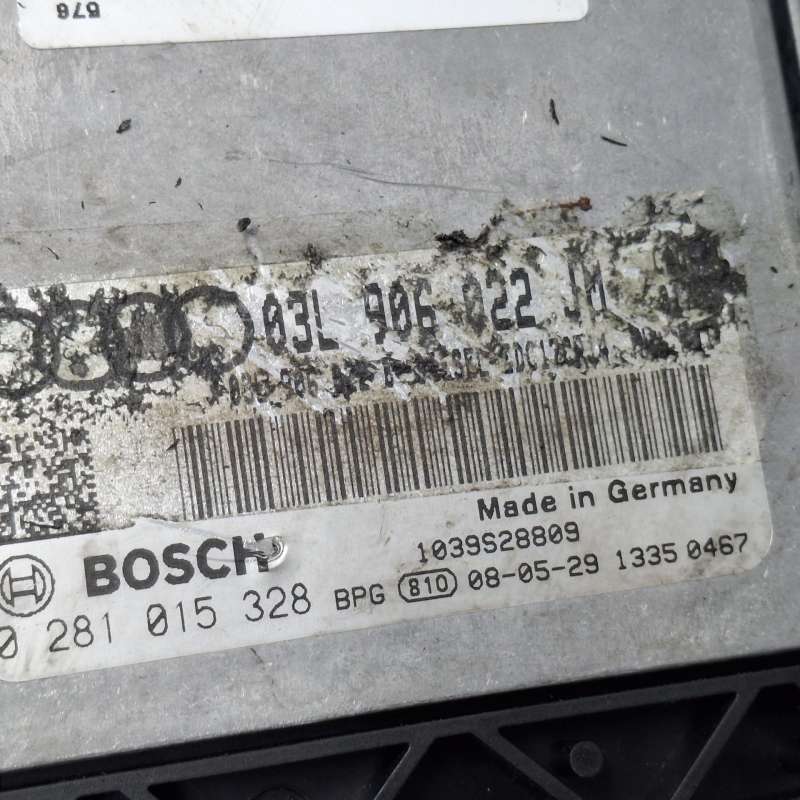 576
03L 906 022 JM
Made in Germany
1039S28809
BOSCH
0 281 015 328 BPG 810 08-05-29 1335 0467